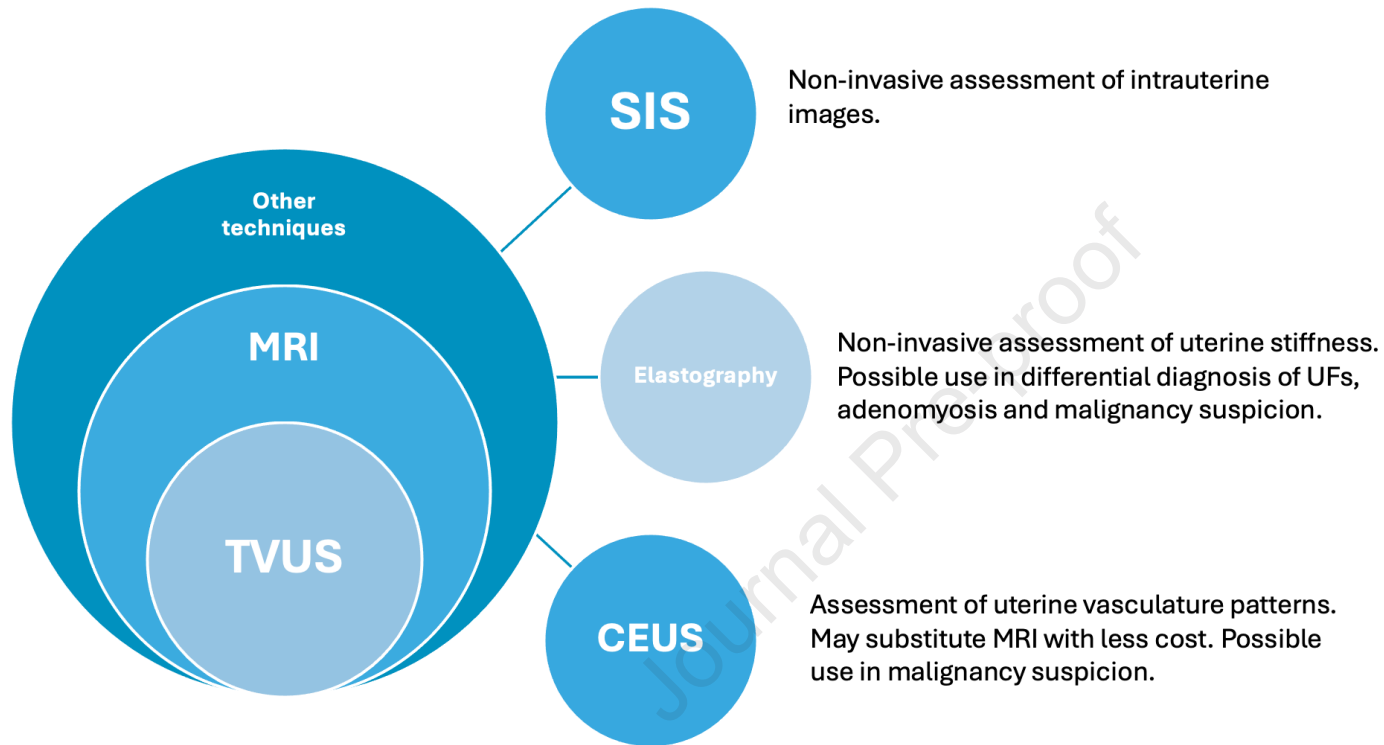 SIS
Non-invasive assessment of intrauterine
images.
Other
techniques
MRI
TVUS
Elastography
Non-invasive assessment of uterine stiffness.
Possible use in differential diagnosis of UFs,
adenomyosis and malignancy suspicion.
CEUS
Assessment of uterine vasculature patterns.
May substitute MRI with less cost. Possible
use in malignancy suspicion.
Journal Pre-proof